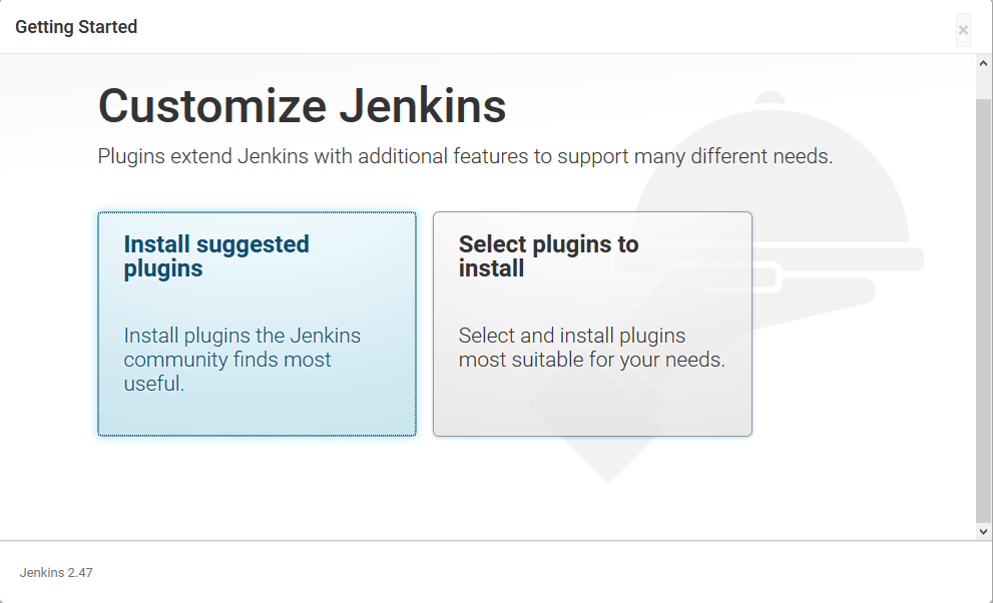 Getting Started
×
Customize Jenkins
Plugins extend Jenkins with additional features to support many different needs.
Install suggested
plugins
Install plugins the Jenkins
community finds most
useful.
Select plugins to
install
Select and install plugins
most suitable for your needs.
Jenkins 2.47